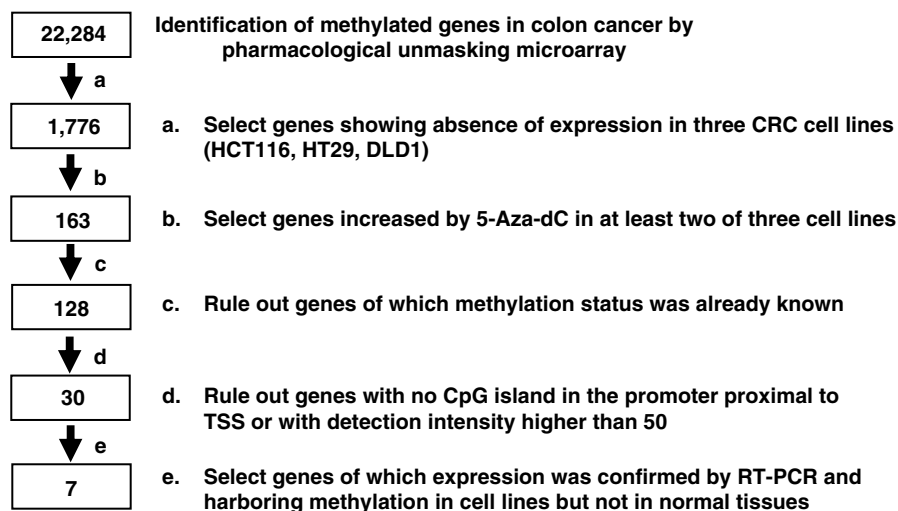 22,284
Identification of methylated genes in colon cancer by
pharmacological unmasking microarray
a
1,776
a. Select genes showing absence of expression in three CRC cell lines
(HCT116, HT29, DLD1)
b
163
b. Select genes increased by 5-Aza-dC in at least two of three cell lines
c
128
c. Rule out genes of which methylation status was already known
d
30
d. Rule out genes with no CpG island in the promoter proximal to
TSS or with detection intensity higher than 50
e
7
e. Select genes of which expression was confirmed by RT-PCR and
harboring methylation in cell lines but not in normal tissues